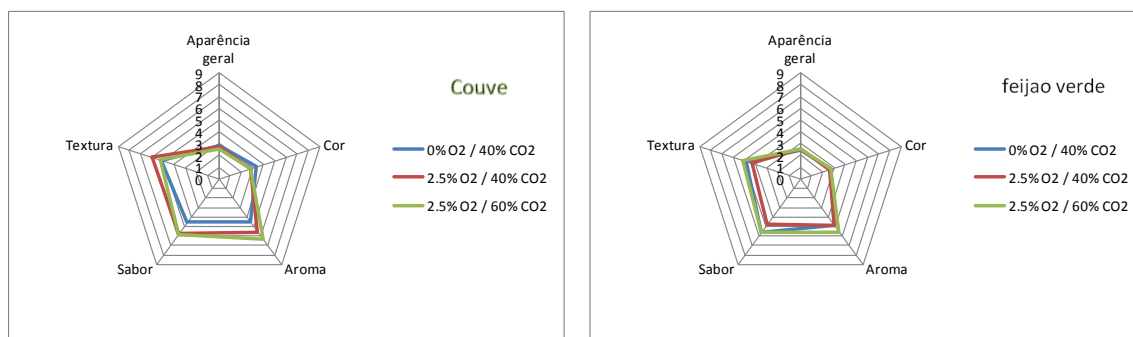 Aparência
geral
9
8
7
6
5
4
3
2
1
0
Cor
Aroma
Sabor
Textura
Couve
0% O2 / 40% CO2
2.5% O2 / 40% CO2
2.5% O2 / 60% CO2
Aparência
geral
9
8
7
6
5
4
3
2
1
0
Cor
Aroma
Sabor
Textura
feijao verde
0% O2 / 40% CO2
2.5% O2 / 40% CO2
2.5% O2 / 60% CO2